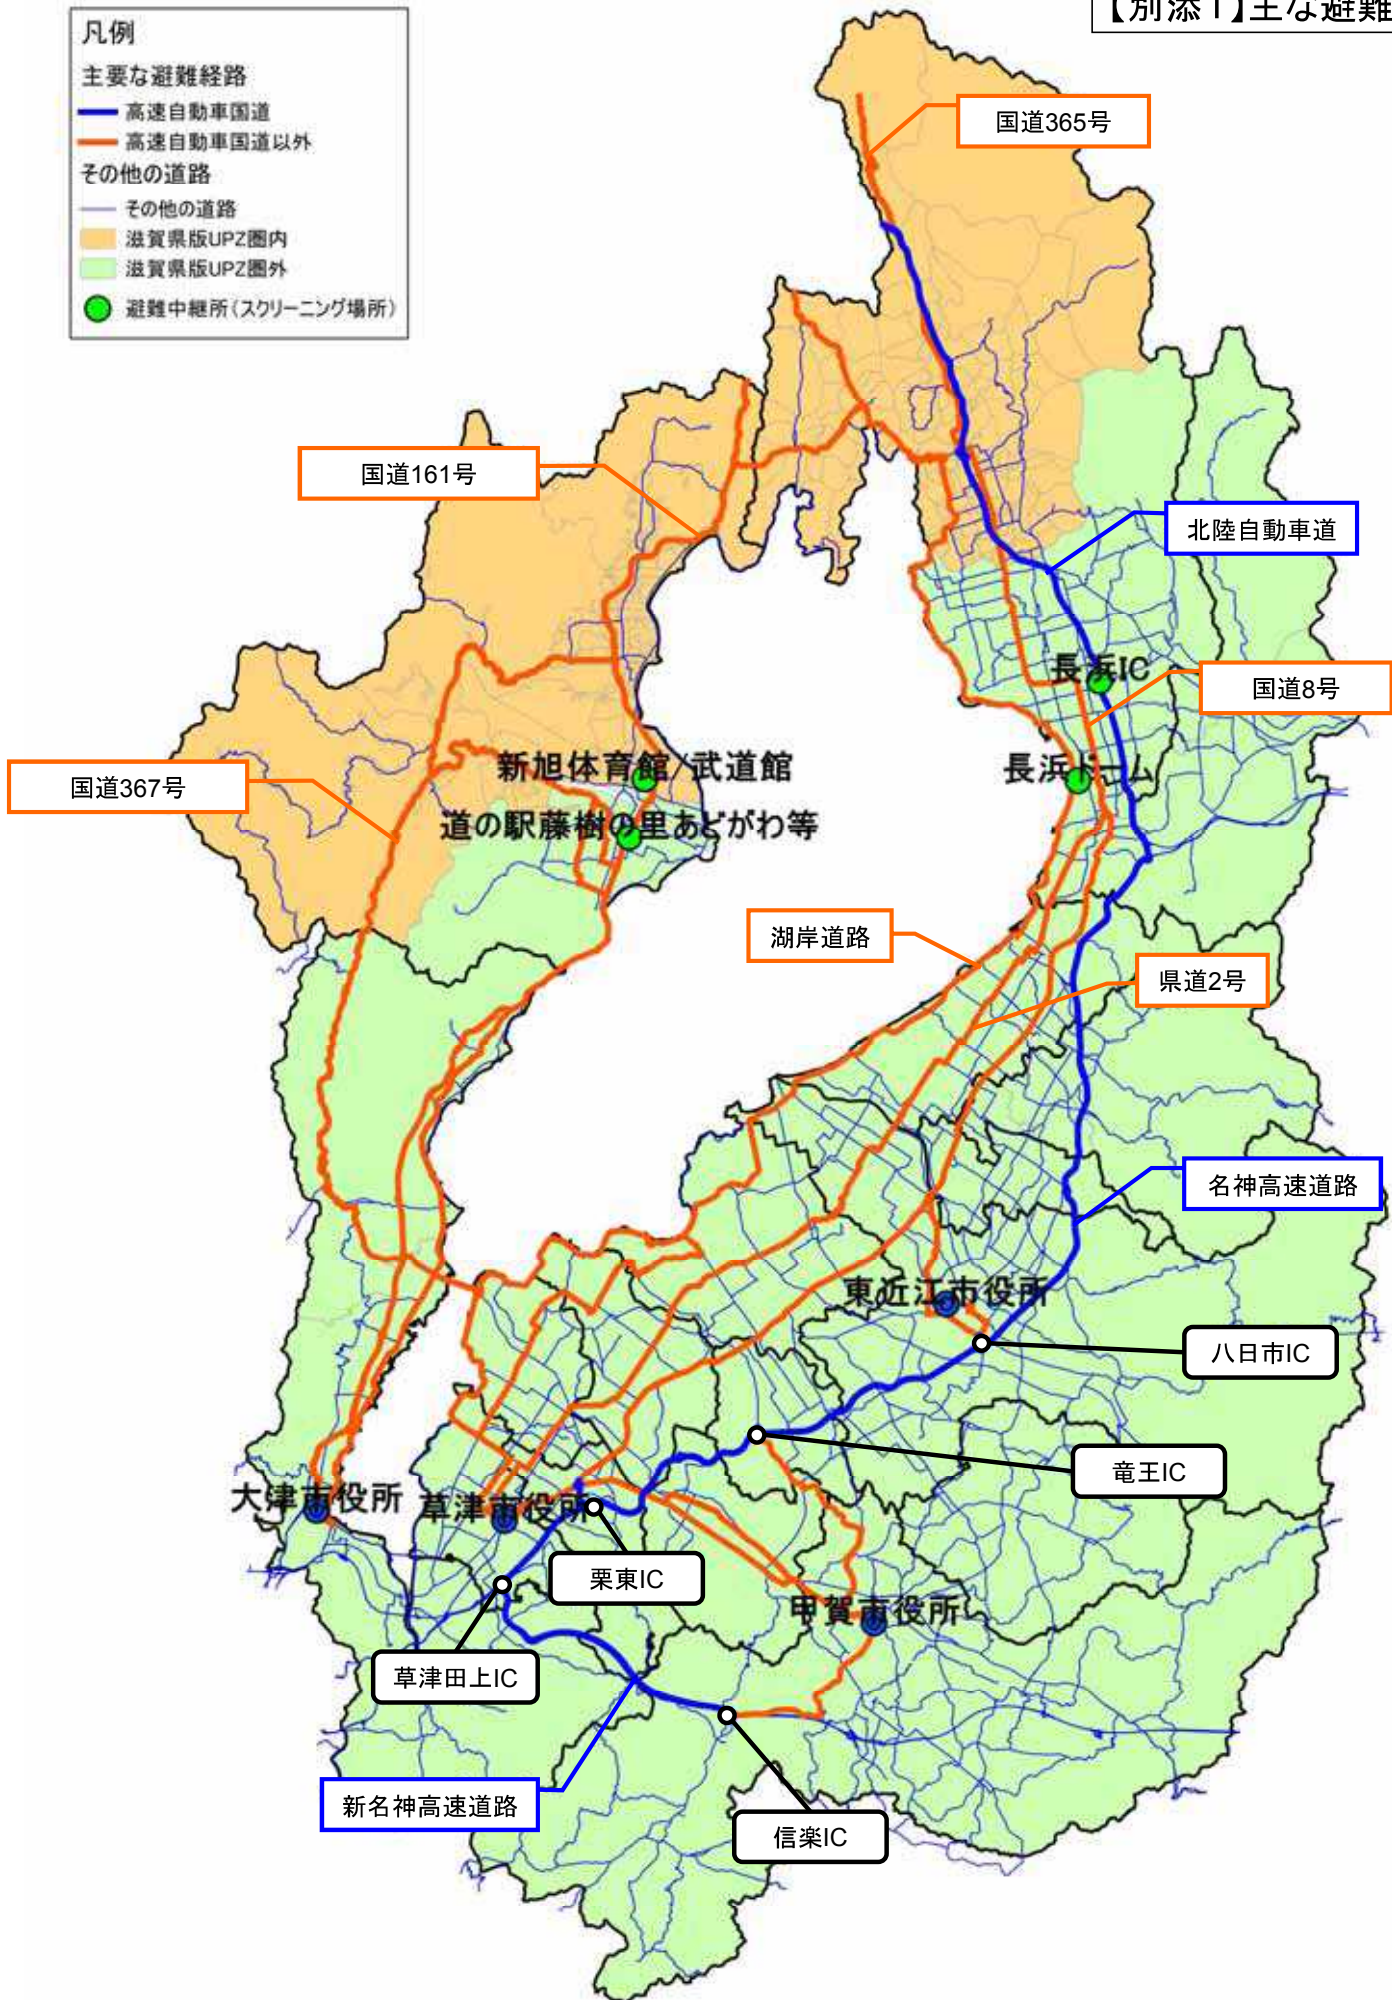 【別添1】主な避難
凡例
主要な避難経路
高速自動車国道
高速自動車国道以外
その他の道路
その他の道路
滋賀県版UPZ圏内
滋賀県版UPZ圏外
避難中継所(スクリーニング場所)
国道365号
国道161号
北陸自動車道
長浜IC
国道8号
新旭体育館/武道館
長浜ドーム
国道367号
道の駅藤樹の里あどがわ等
湖岸道路
県道2号
名神高速道路
東近江市役所
八日市IC
竜王IC
大津市役所
草津市役所
栗東IC
甲賀市役所
草津田上IC
新名神高速道路
信楽IC